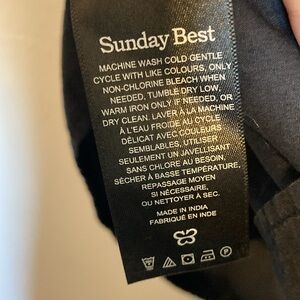 Sunday Best
MACHINE WASH COLD GENTLE
CYCLE WITH LIKE COLOURS, ONLY
NON-CHLORINE BLEACH WHEN
NEEDED, TUMBLE DRY LOW,
WARM IRON ONLY IF NEEDED, OR
DRY CLEAN. LAVER À LA MACHINE
À L'EAU FROIDE AU CYCLE
DÉLICAT AVEC COULEURS
SEMBLABLES, UTILISER
SEULEMENT UN JAVELLISANT
SANS CHLORE AU BESOIN.
SÉCHER À BASSE TEMPÉRATURE,
REPASSAGE MOYEN
SI NÉCESSAIRE,
OU NETTOYER À SEC.
MADE IN INDIA
FABRIQUÉ EN INDE